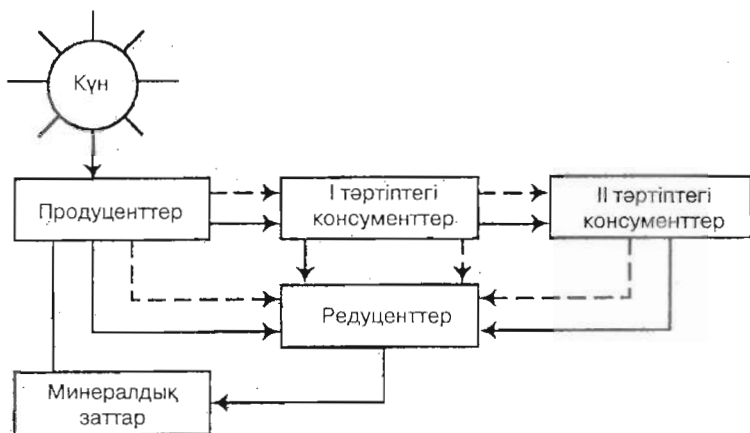 Күн
Продуценттер
I тәртіптегі
консументтер
II тәртіптегі
консументтер
Редуценттер
Минералдық
заттар